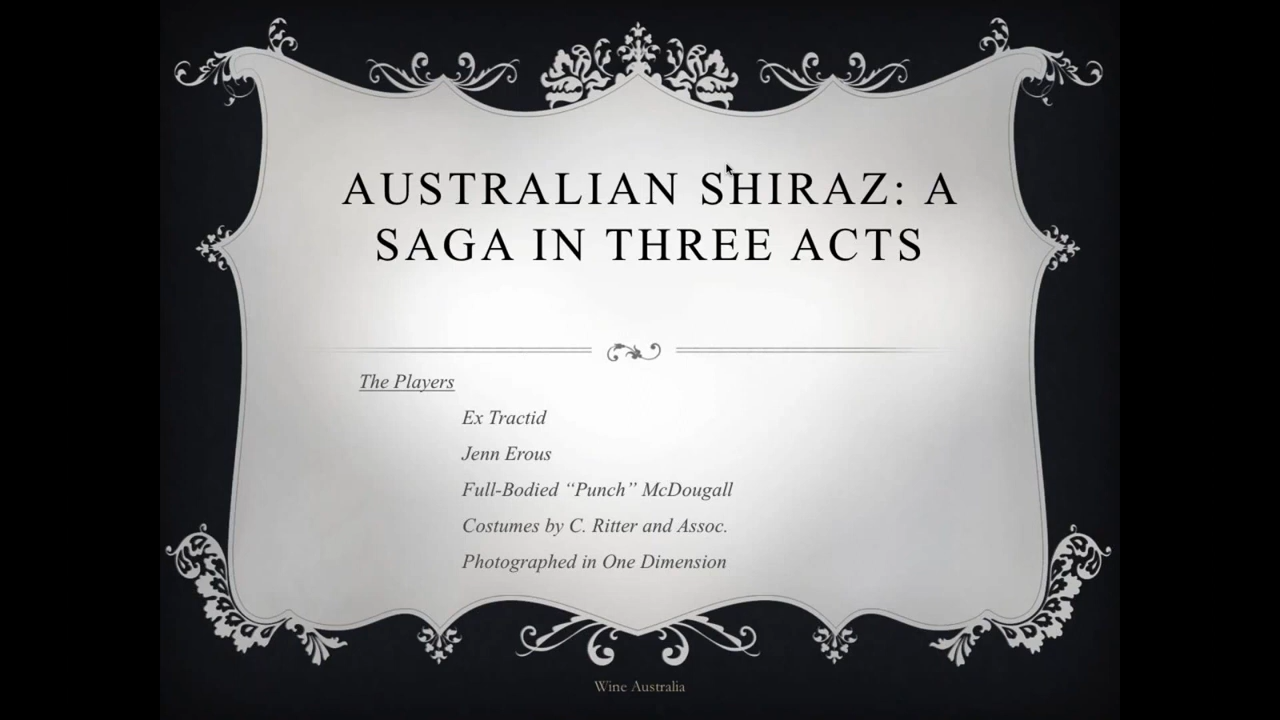 AUSTRALIAN SHIRAZ: A
SAGA IN THREE ACTS
The Players
Ex Tractid
Jenn Erous
Full-Bodied “Punch” McDougall
Costumes by C. Ritter and Assoc.
Photographed in One Dimension
Wine Australia